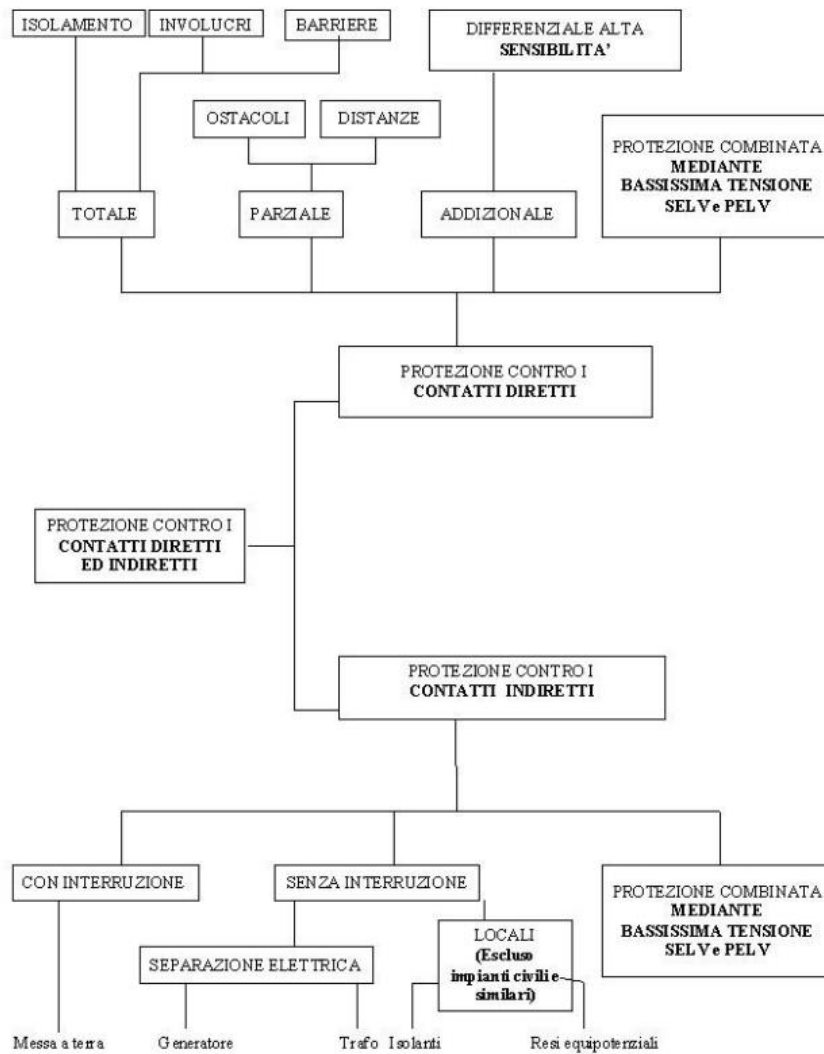 ISOLAMENTO
INVOLUCRI
BARRIERE
DIFFERENZIALE ALTA
SENSIBILITA'
OSTACOLI
DISTANZE
PROTEZIONE COMBINATA
MEDIANTE
BASSISSIMA TENSIONE
SELV e PELV
TOTALE
PARZIALE
ADDIZIONALE
PROTEZIONE CONTRO I
CONTATTI DIRETTI
PROTEZIONE CONTRO I
CONTATTI DIRETTI
ED INDIRETTI
PROTEZIONE CONTRO I
CONTATTI INDIRETTI
CON INTERRUZIONE
SENZA INTERRUZIONE
PROTEZIONE COMBINATA
MEDIANTE
BASSISSIMA TENSIONE
SELV e PELV
LOCALI
(Escluso
impianti civili e
similari)
SEPARAZIONE ELETTRICA
Messa a terra
Generatore
Trafo
Isolanti
Resi equipotenziali